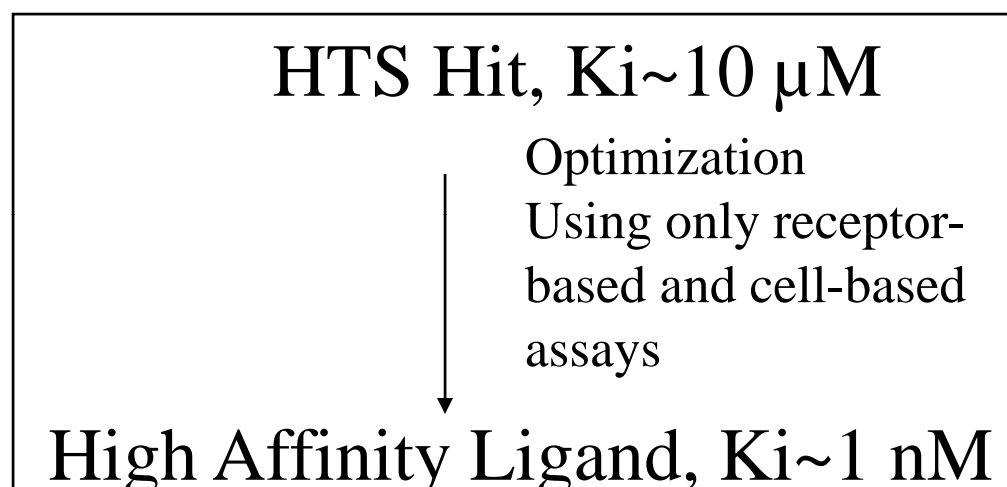 HTS Hit, Ki~10 µM
Optimization
Using only receptor-
based and cell-based
assays
High Affinity Ligand, Ki~1 nM